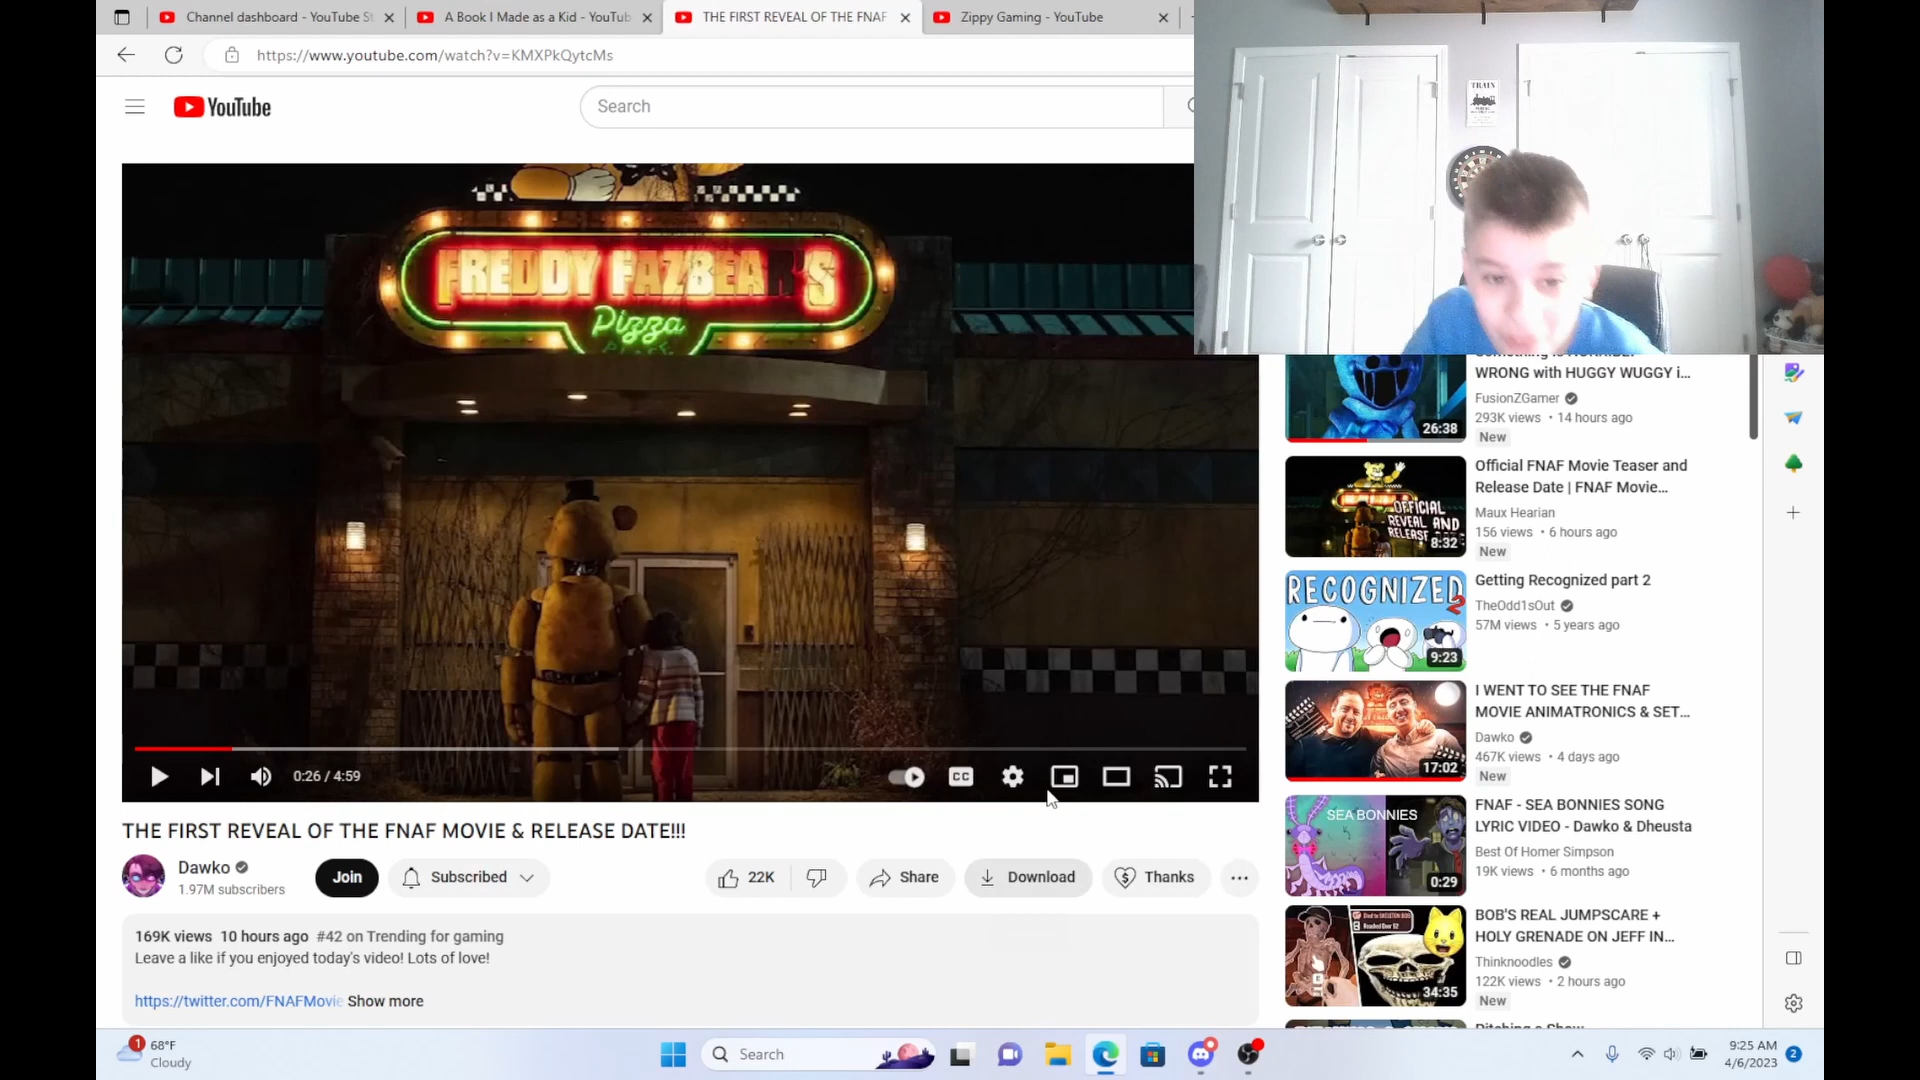 Channel dashboard - YouTube St
A Book I Made as a Kid - YouTub
THE FIRST REVEAL OF THE FNAF
Zippy Gaming - YouTube
https://www.youtube.com/watch?v=KMXPkQytcMs
YouTube
Search
TRAIN
FREDDY FAZBEAR'S
Pizza
0:26 / 4:59
CC
THE FIRST REVEAL OF THE FNAF MOVIE & RELEASE DATE!!!
Dawko
1.97M subscribers
Join
Subscribed
22K
Share
Download
Thanks
169K views 10 hours ago #42 on Trending for gaming
Leave a like if you enjoyed today's video! Lots of love!
https://twitter.com/FNAFMovie Show more
WRONG with HUGGY WUGGY i...
FusionZGamer
293K views • 14 hours ago
New
26:38
Official FNAF Movie Teaser and
Release Date | FNAF Movie...
Maux Hearian
156 views • 6 hours ago
New
OFFICIAL
REVEAL AND
RELEASE
8:32
RECOGNIZED
2
9:23
Getting Recognized part 2
TheOdd1sOut
57M views • 5 years ago
I WENT TO SEE THE FNAF
MOVIE ANIMATRONICS & SET...
Dawko
467K views • 4 days ago
New
17:02
FNAF - SEA BONNIES SONG
LYRIC VIDEO - Dawko & Dheusta
Best Of Homer Simpson
19K views • 6 months ago
SEA BONNIES
0:29
BOB'S REAL JUMPSCARE +
HOLY GRENADE ON JEFF IN...
Thinknoodles
122K views • 2 hours ago
New
34:35
1
68°F
Cloudy
Search
9:25 AM
4/6/2023
2